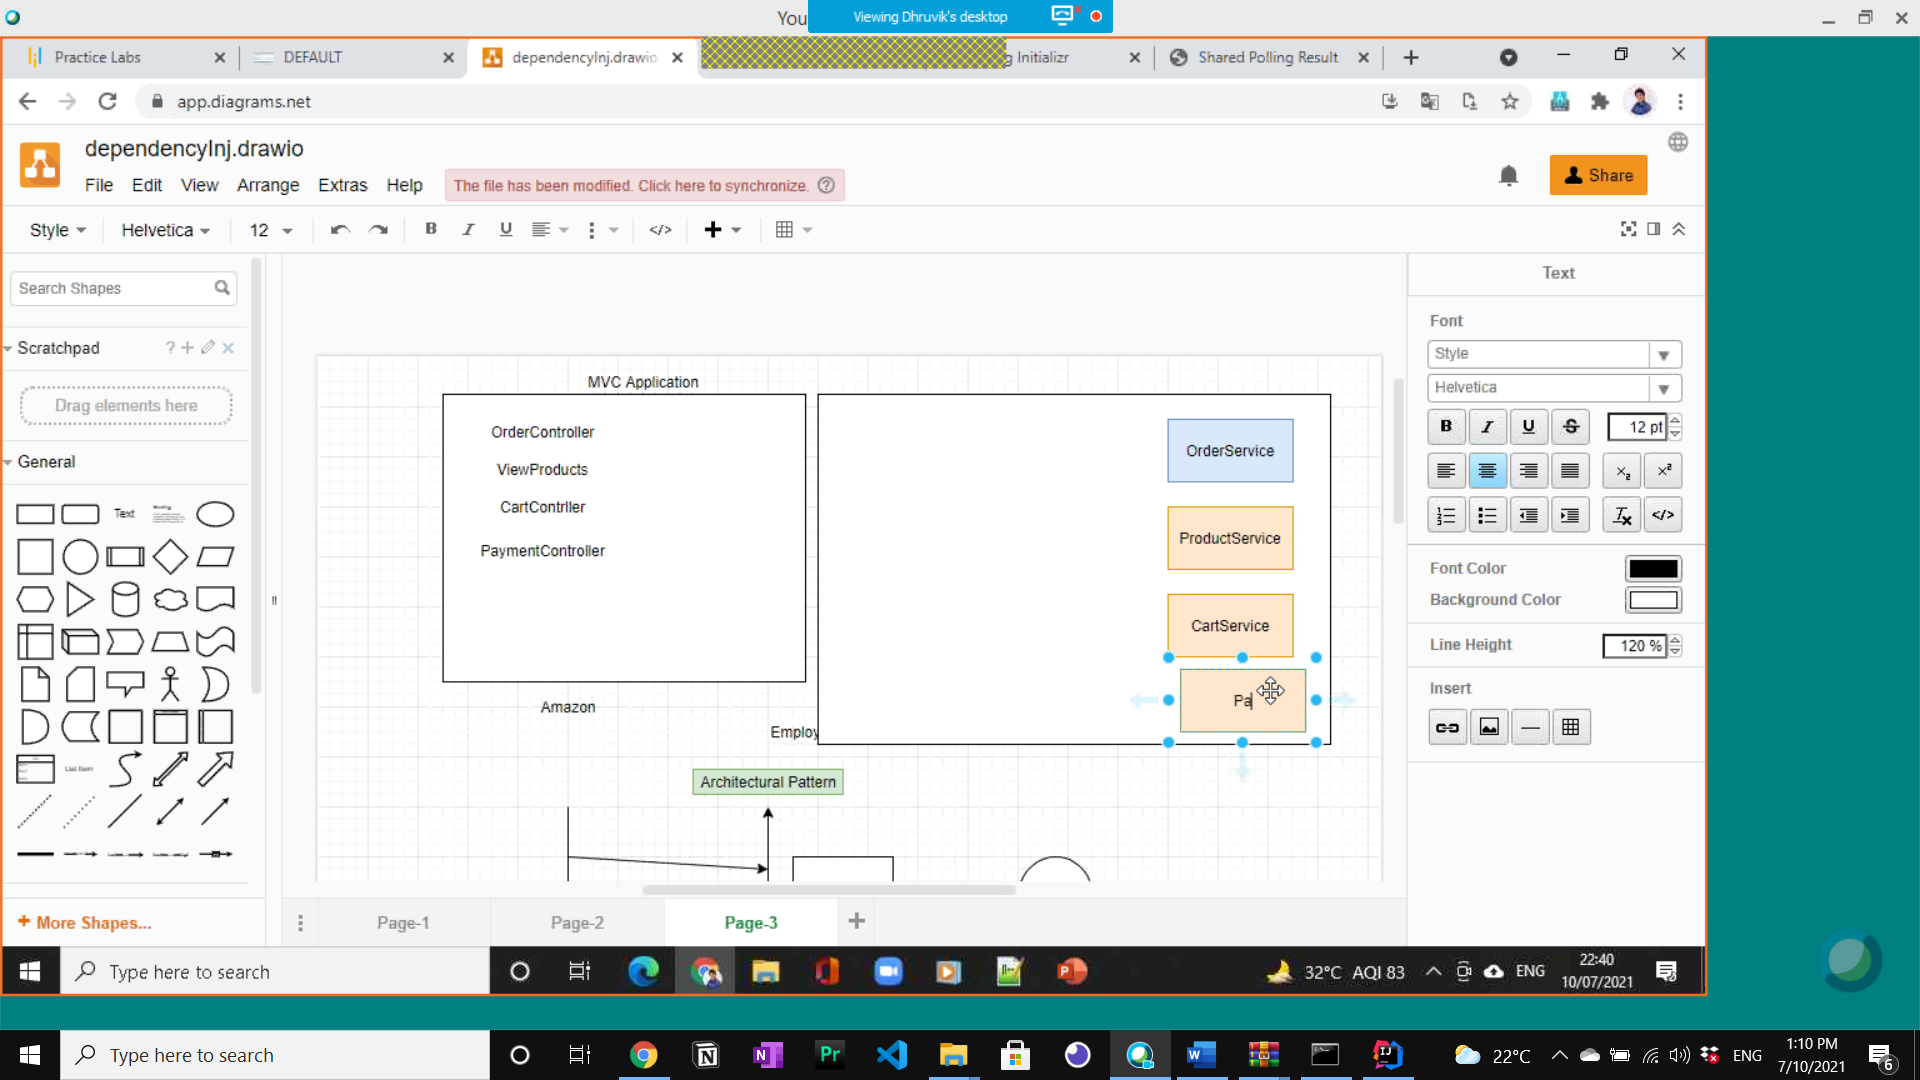 You
Viewing Dhruvik's desktop
Practice Labs
DEFAULT
dependencyInj.drawio
g Initializr
Shared Polling Result
app.diagrams.net
dependencyInj.drawio
File Edit View Arrange Extras Help
The file has been modified. Click here to synchronize.
Share
Style
Helvetica
12
B I U
Search Shapes
Scratchpad
Drag elements here
General
Text
List Item
+ More Shapes...
MVC Application
OrderController
ViewProducts
CartContrller
PaymentController
Amazon
Employ
OrderService
ProductService
CartService
Pa
Architectural Pattern
Page-1
Page-2
Page-3
Text
Font
Style
Helvetica
B I U S
12 pt
Font Color
Background Color
Line Height
120 %
Insert
Type here to search
32°C AQI 83
ENG
22:40
10/07/2021
Type here to search
22°C
ENG
1:10 PM
7/10/2021
6